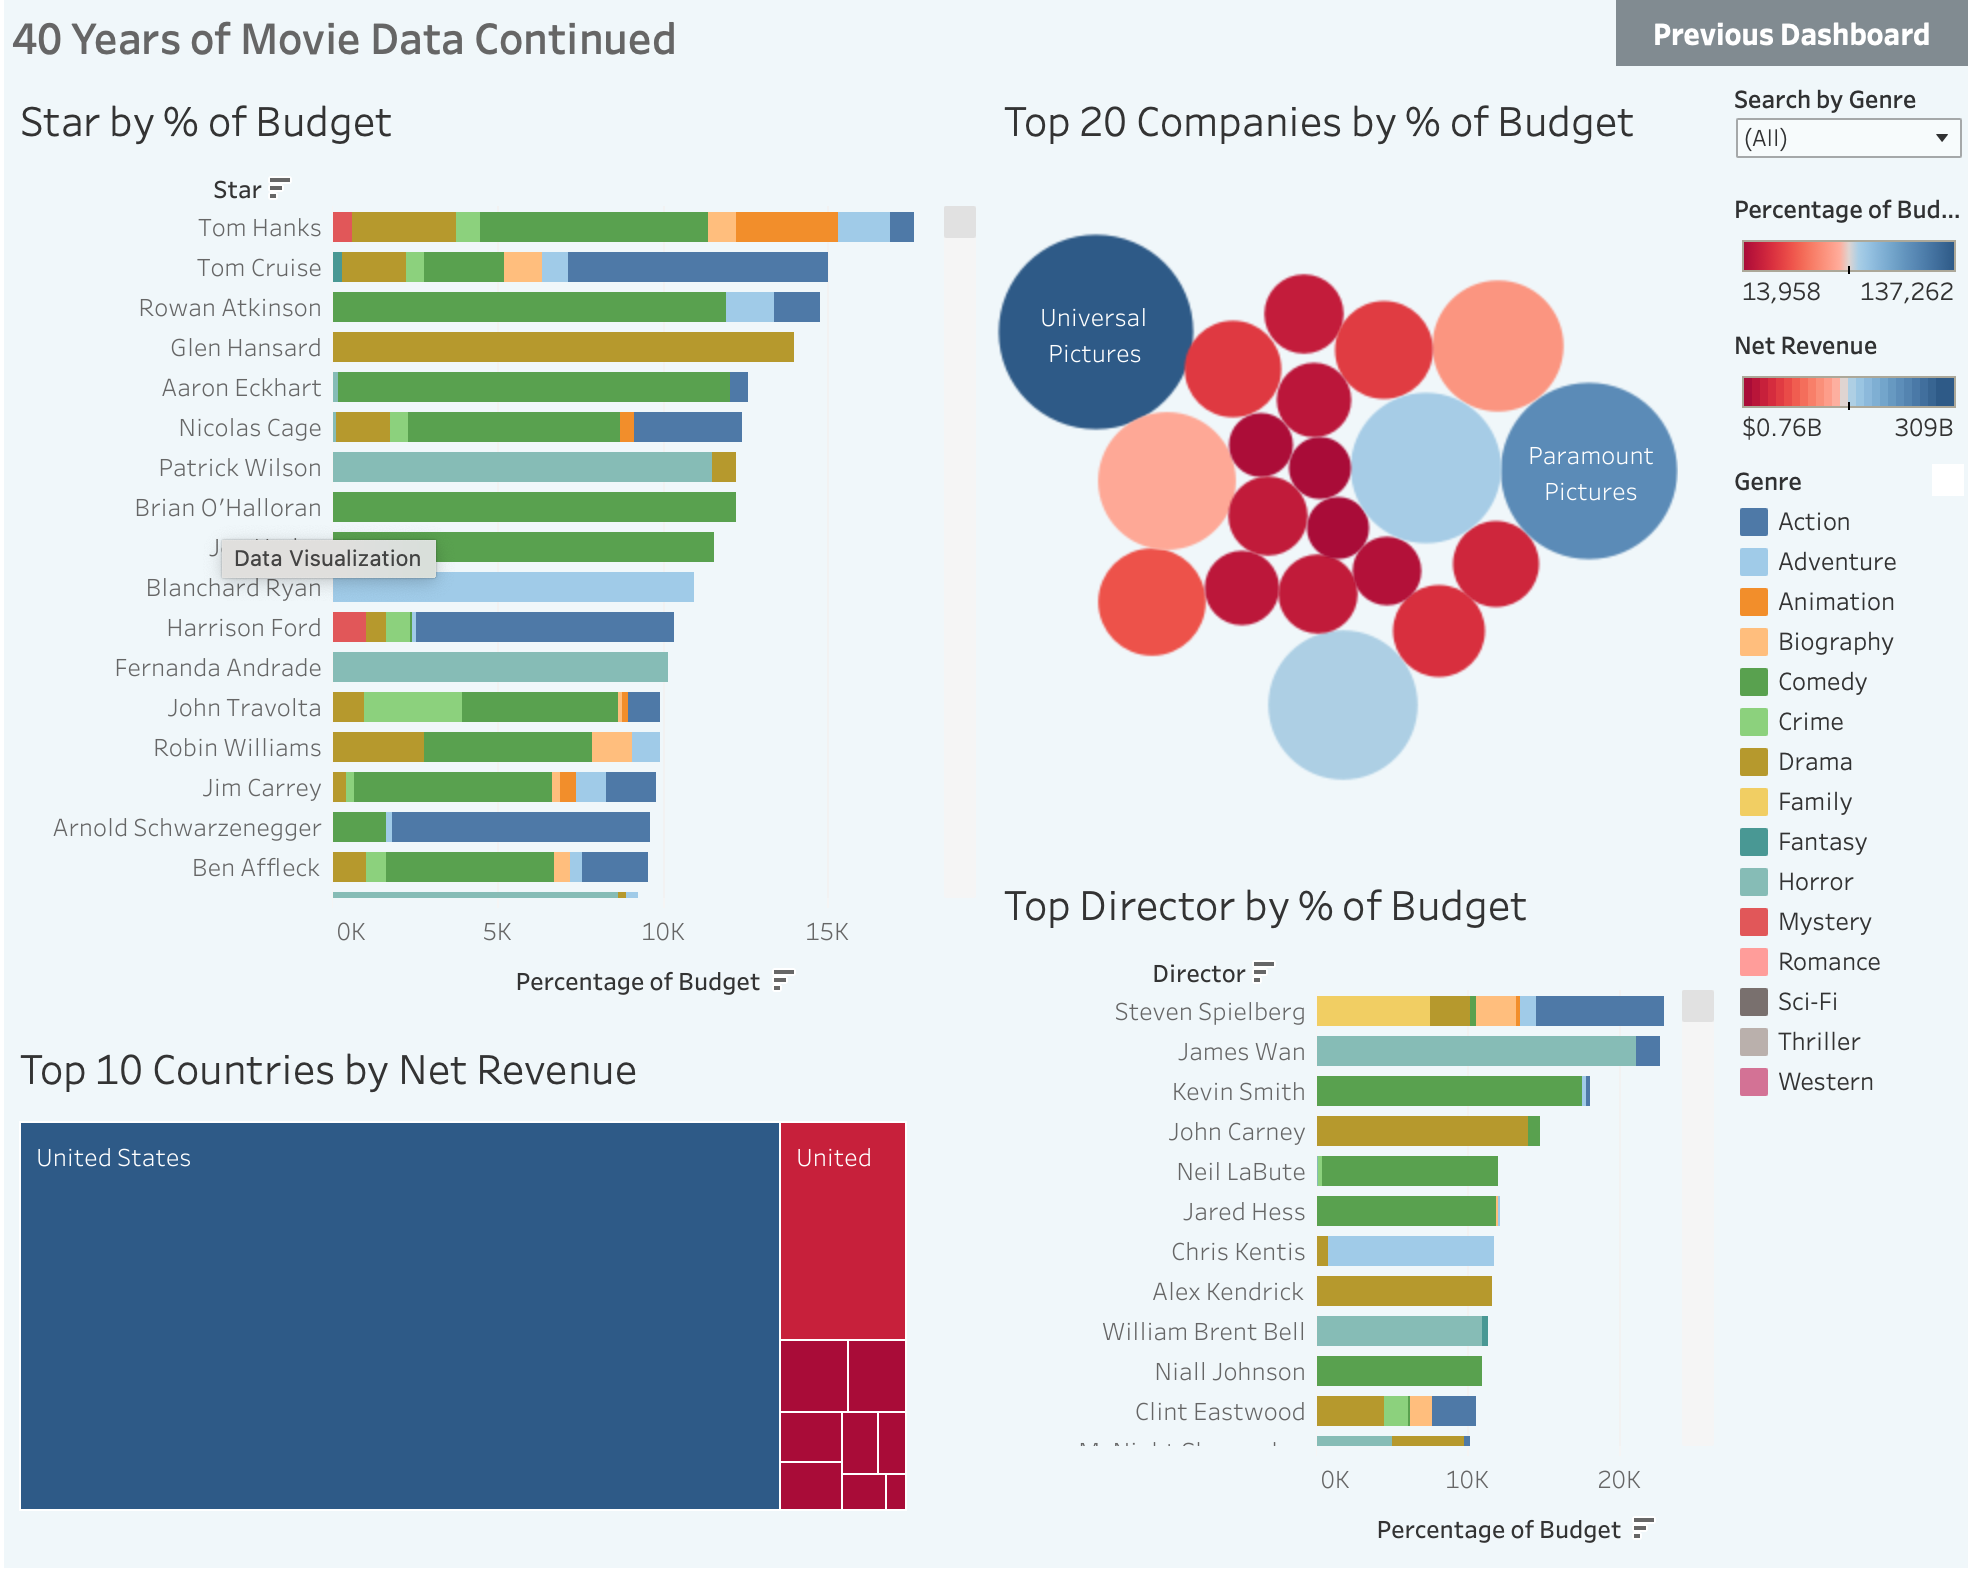 40 Years of Movie Data Continued
Previous Dashboard
Star by % of Budget
Star
Tom Hanks
Tom Cruise
Rowan Atkinson
Glen Hansard
Aaron Eckhart
Nicolas Cage
Patrick Wilson
Brian O'Halloran
Data Visualization
Blanchard Ryan
Harrison Ford
Fernanda Andrade
John Travolta
Robin Williams
Jim Carrey
Arnold Schwarzenegger
Ben Affleck
0K 5K 10K 15K
Percentage of Budget
Top 20 Companies by % of Budget
Universal
Pictures
Paramount
Pictures
Search by Genre
(All)
Percentage of Bud...
13,958 137,262
Net Revenue
$0.76B 309B
Genre
Action
Adventure
Animation
Biography
Comedy
Crime
Drama
Family
Fantasy
Horror
Mystery
Romance
Sci-Fi
Thriller
Western
Top 10 Countries by Net Revenue
United States
United
Top Director by % of Budget
Director
Steven Spielberg
James Wan
Kevin Smith
John Carney
Neil LaBute
Jared Hess
Chris Kentis
Alex Kendrick
William Brent Bell
Niall Johnson
Clint Eastwood
0K 10K 20K
Percentage of Budget